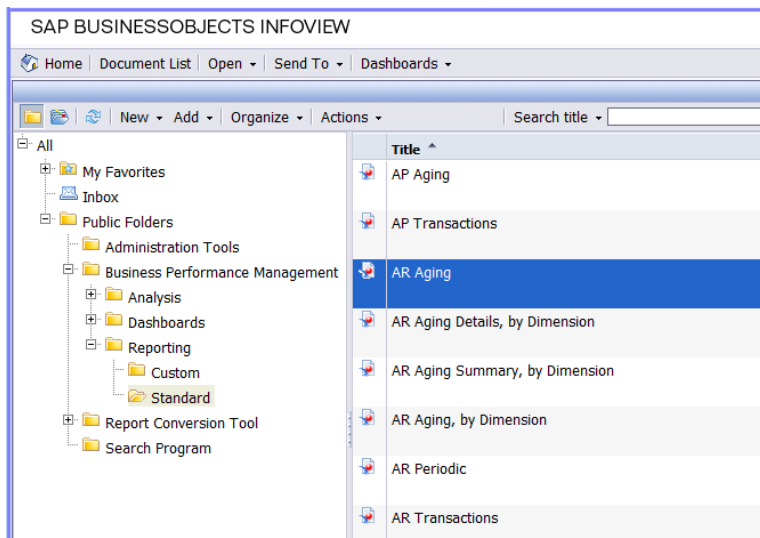 SAP BUSINESSOBJECTS INFOVIEW
Home Document List Open Send To Dashboards
New Add Organize Actions Search title
All
My Favorites
Inbox
Public Folders
Administration Tools
Business Performance Management
Analysis
Dashboards
Reporting
Custom
Standard
Report Conversion Tool
Search Program
Title
AP Aging
AP Transactions
AR Aging
AR Aging Details, by Dimension
AR Aging Summary, by Dimension
AR Aging, by Dimension
AR Periodic
AR Transactions